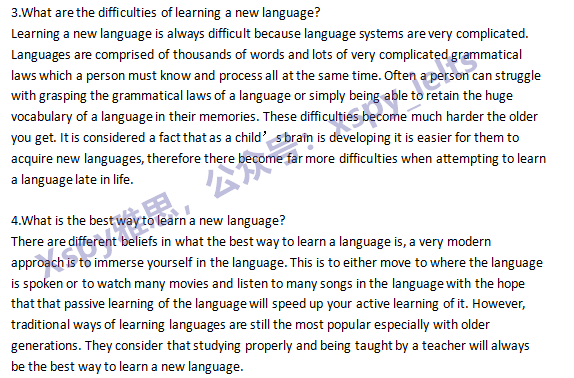 3.What are the difficulties of learning a new language?
Learning a new language is always difficult because language systems are very complicated.
Languages are comprised of thousands of words and lots of very complicated grammatical
laws which a person must know and process all at the same time. Often a person can struggle
with grasping the grammatical laws of a language or simply being able to retain the huge
vocabulary of a language in their memories. These difficulties become much harder the older
you get. It is considered a fact that as a child’s brain is developing it is easier for them to
acquire new languages, therefore there become far more difficulties when attempting to learn
a language late in life.
4.What is the best way to learn a new language?
There are different beliefs in what the best way to learn a language is, a very modern
approach is to immerse yourself in the language. This is to either move to where the language
is spoken or to watch many movies and listen to many songs in the language with the hope
that that passive learning of the language will speed up your active learning of it. However,
traditional ways of learning languages are still the most popular especially with older
generations. They consider that studying properly and being taught by a teacher will always
be the best way to learn a new language.
xspy雅思，公众号：xspy_ielts